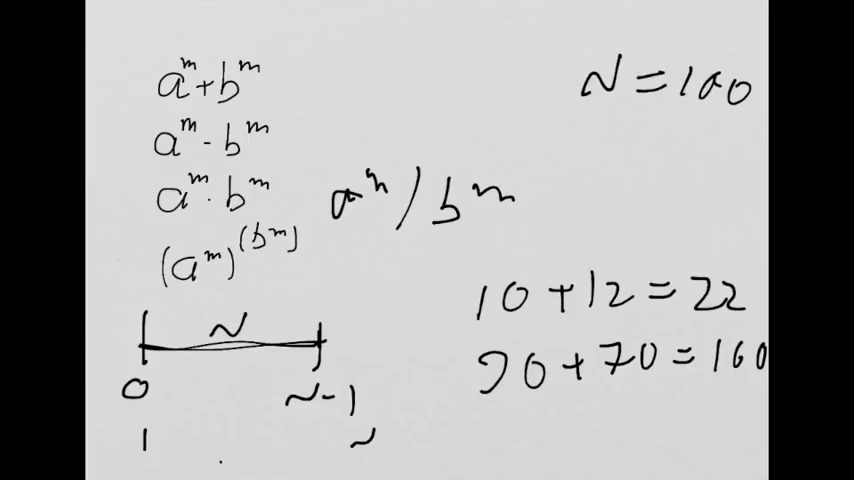 a^m + b^m
a^m - b^m
a^m · b^m
(a^m)^(b^m)
a^m / b^m
N = 100
10 + 12 = 22
90 + 70 = 160
N
0 N-1
1 N